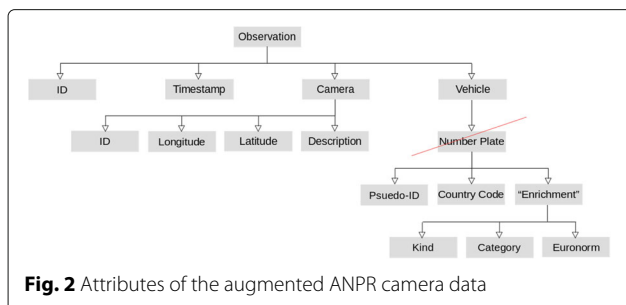 Observation
ID Timestamp Camera Vehicle
ID Longitude Latitude Description Number Plate
Psuedo-ID Country Code "Enrichment"
Kind Category Euronorm
Fig. 2 Attributes of the augmented ANPR camera data